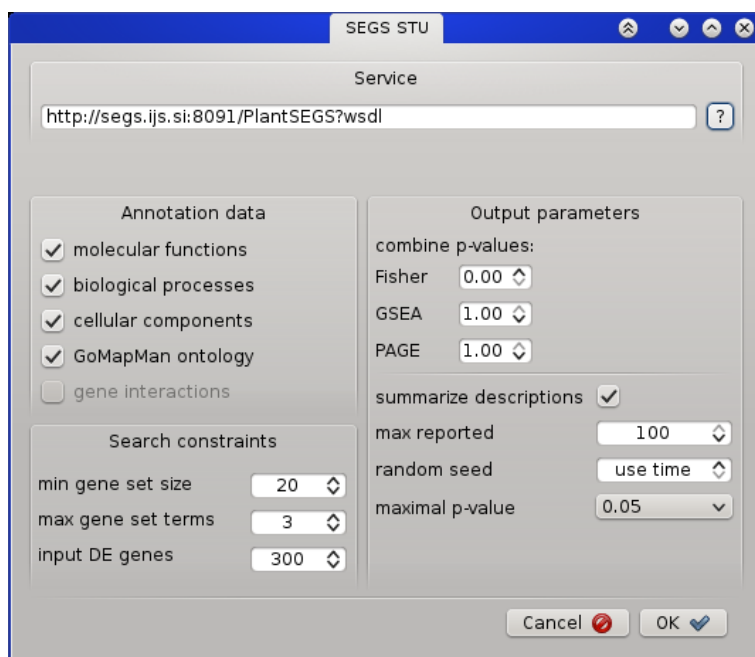 SEGS STU
Service
http://segs.ijs.si:8091/PlantSEGS?wsdl
?
Annotation data
molecular functions
biological processes
cellular components
GoMapMan ontology
gene interactions
Search constraints
min gene set size 20
max gene set terms 3
input DE genes 300
Output parameters
combine p-values:
Fisher 0.00
GSEA 1.00
PAGE 1.00
summarize descriptions
max reported 100
random seed use time
maximal p-value 0.05
Cancel OK